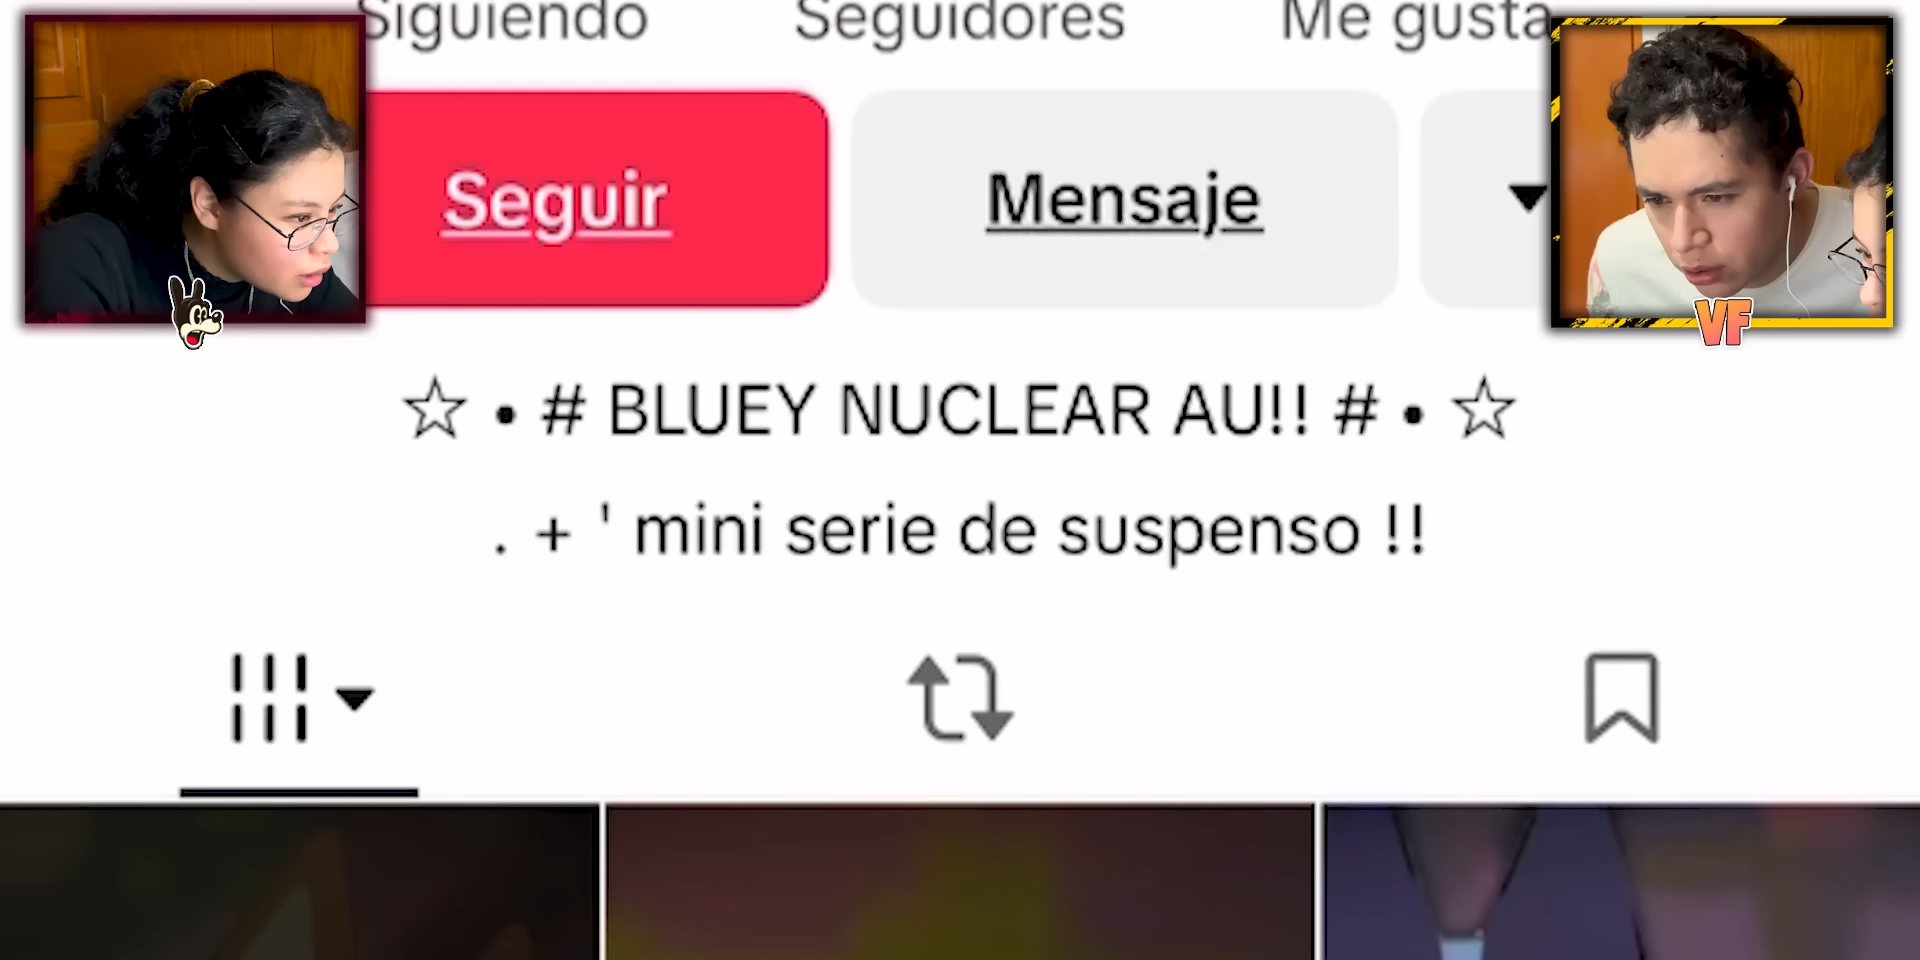 Siguiendo Seguidores Me gusta
Seguir Mensaje
VF
☆ • # BLUEY NUCLEAR AU!! # • ☆
. + ' mini serie de suspenso !!